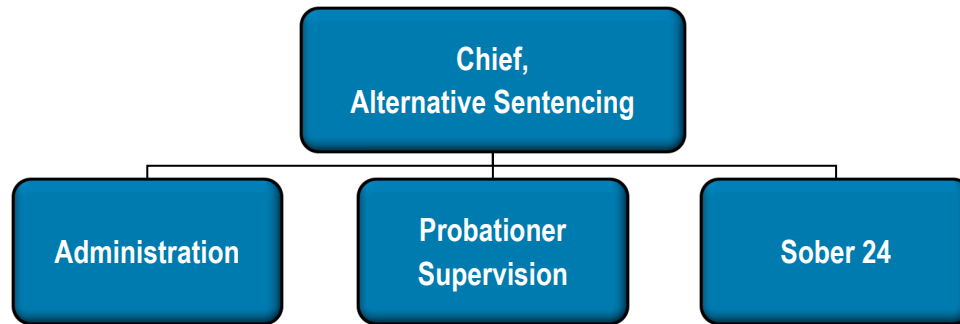 Chief,
Alternative Sentencing
Administration
Probationer
Supervision
Sober 24